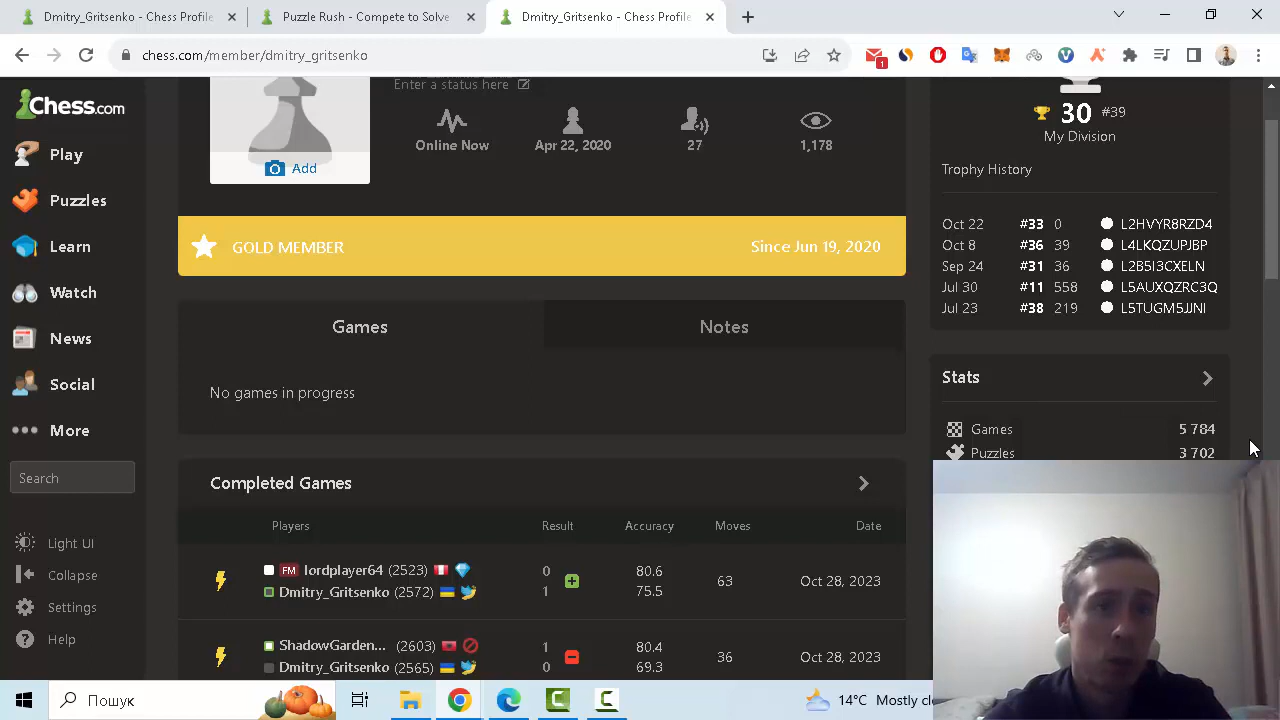 Dmitry_Gritsenko - Chess Profile
Puzzle Rush - Compete to Solve
Dmitry_Gritsenko - Chess Profile
chess.com/member/dmitry_gritsenko
1
Chess.com
Play
Puzzles
Learn
Watch
News
Social
More
Search
Light UI
Collapse
Settings
Help
Add
Enter a status here
Online Now
Apr 22, 2020
27
1,178
GOLD MEMBER
Since Jun 19, 2020
Games
Notes
No games in progress
Completed Games
Players Result Accuracy Moves Date
FM lordplayer64 (2523) 0 80.6
63 Oct 28, 2023
Dmitry_Gritsenko (2572) 1 75.5
ShadowGarden... (2603) 1 80.4
36 Oct 28, 2023
Dmitry_Gritsenko (2565) 0 69.3
30 #39
My Division
Trophy History
Oct 22 #33 0 L2HVYR8RZD4
Oct 8 #36 39 L4LKQZUPJBP
Sep 24 #31 36 L2B5I3CXELN
Jul 30 #11 558 L5AUXQZRC3Q
Jul 23 #38 219 L5TUGM5JJNI
Stats
Games 5 784
Puzzles 3 702
Пошук
14°C Mostly cl